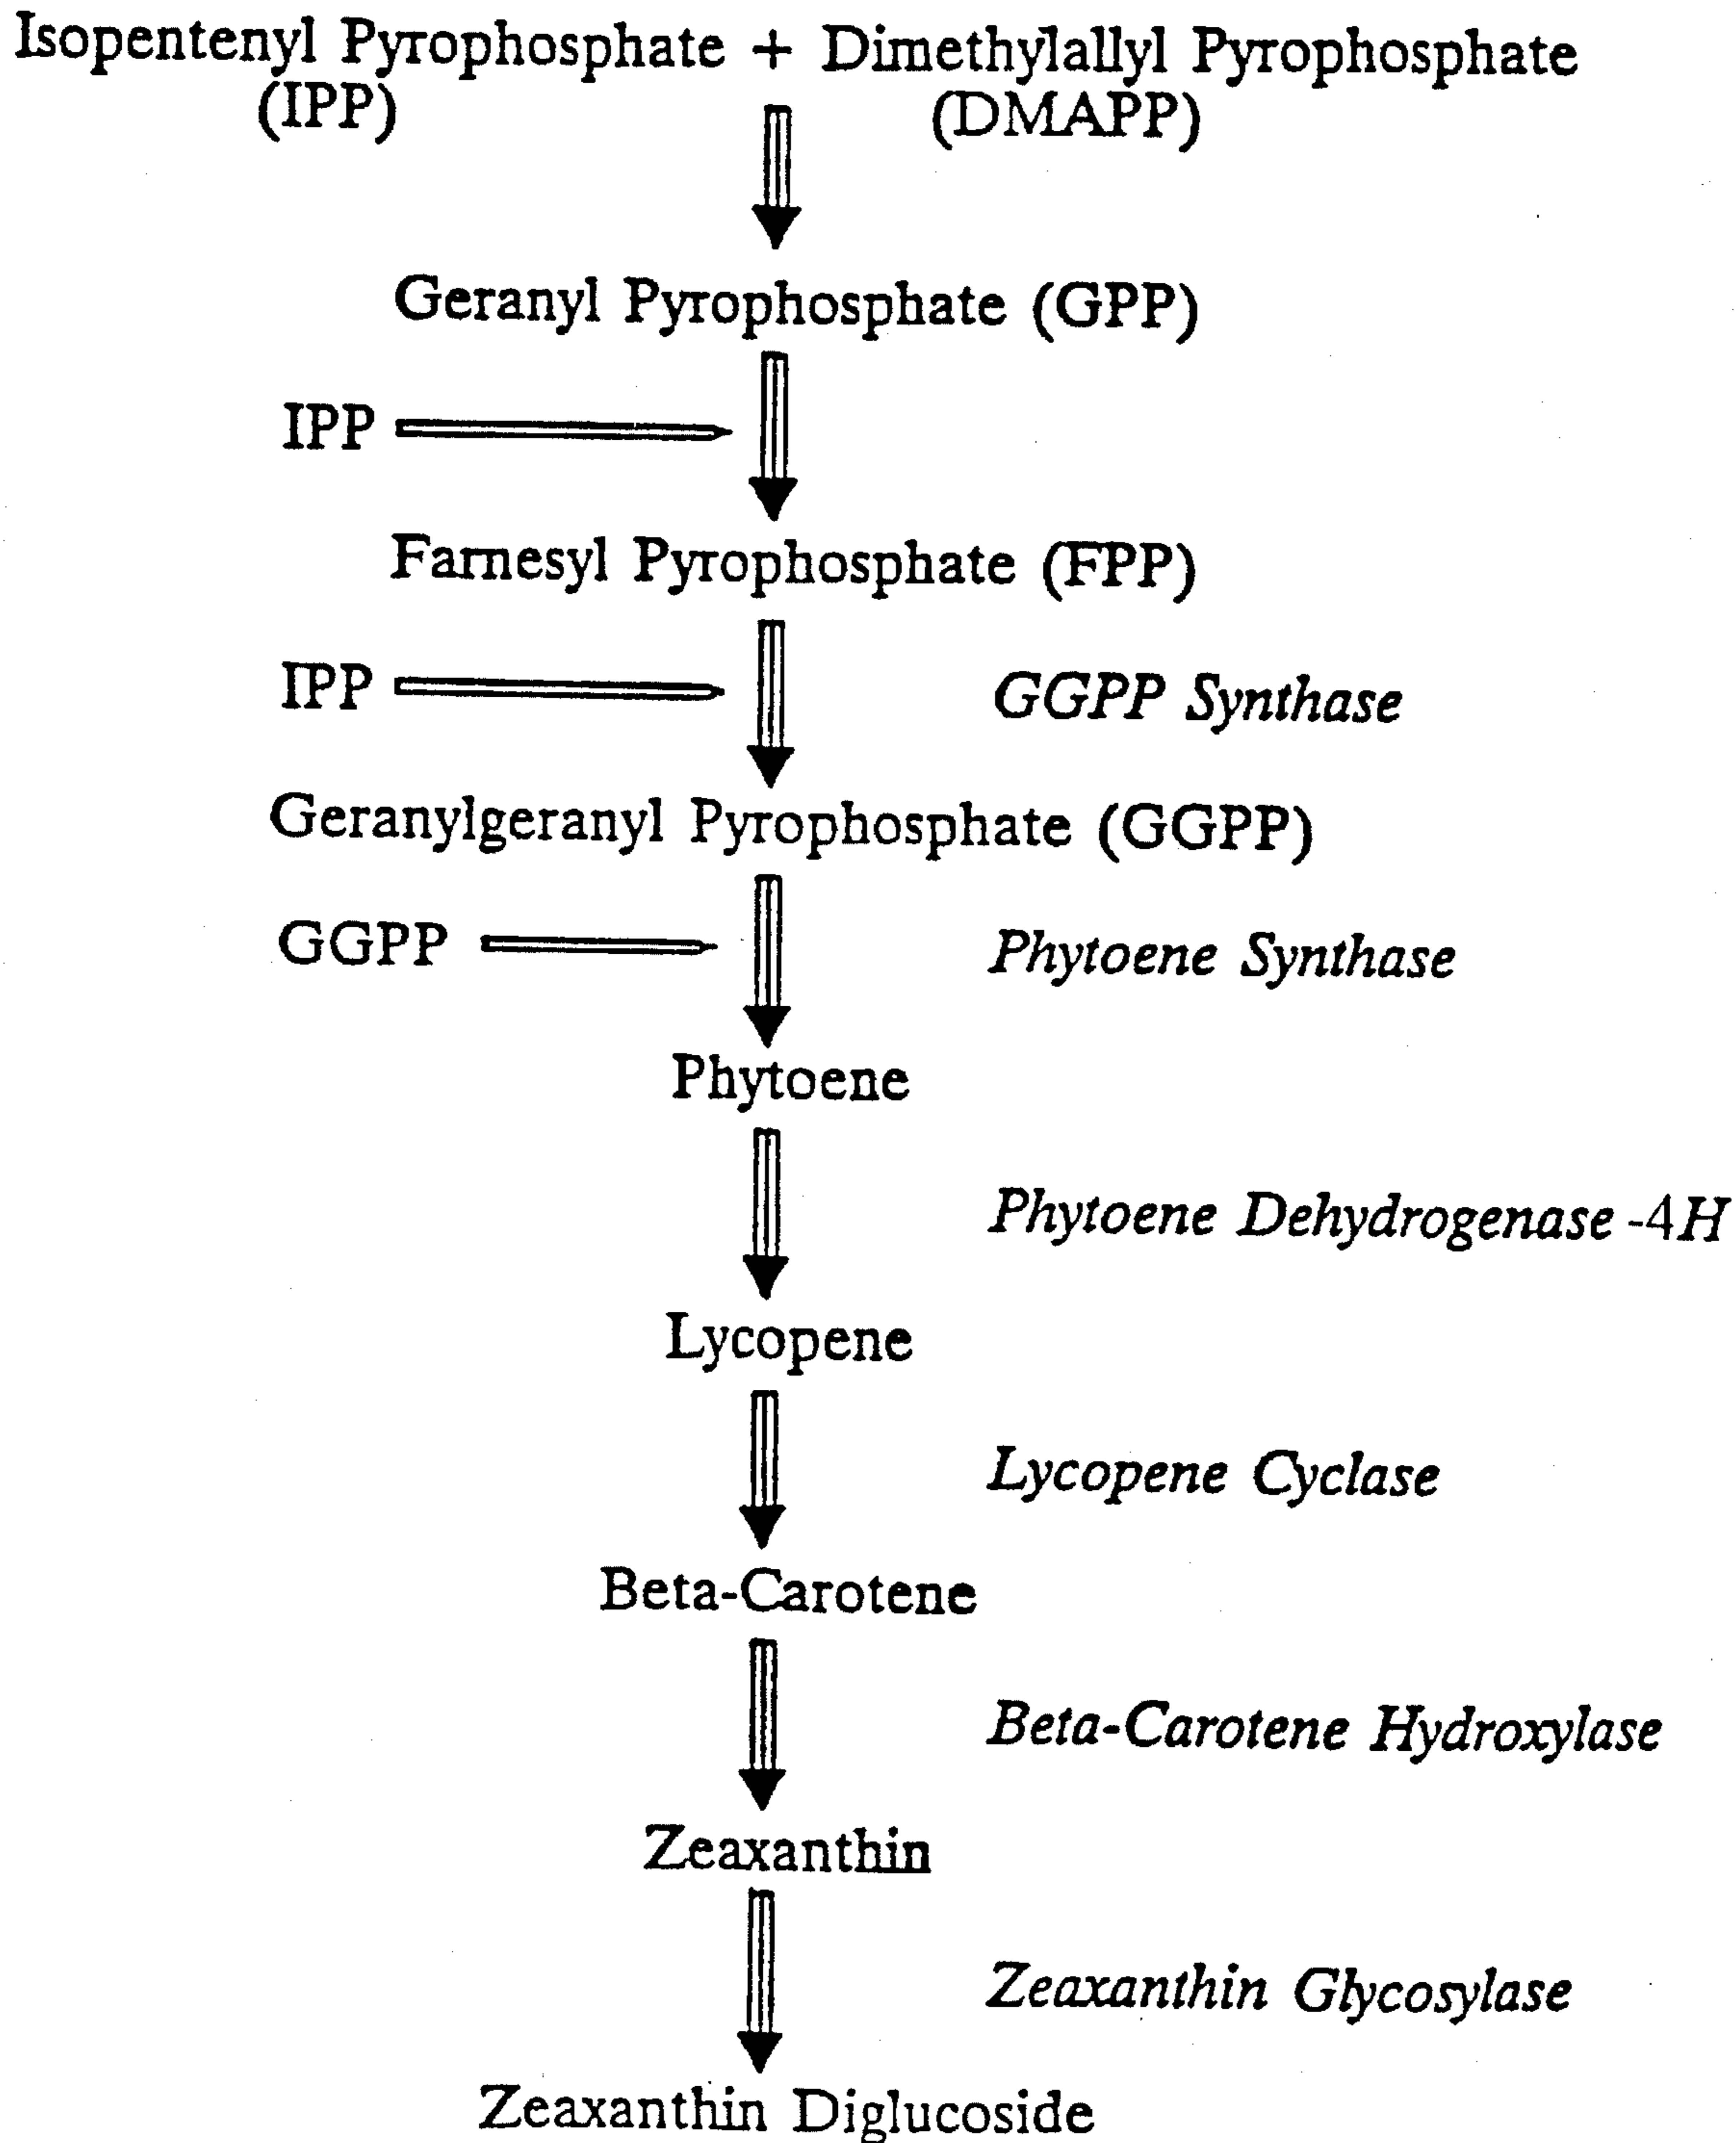 Isopentenyl Pyrophosphate + Dimethylallyl Pyrophosphate
(IPP) (DMAPP)
Geranyl Pyrophosphate (GPP)
IPP
Farnesyl Pyrophosphate (FPP)
IPP GGPP Synthase
Geranylgeranyl Pyrophosphate (GGPP)
GGPP Phytoene Synthase
Phytoene
Phytoene Dehydrogenase -4H
Lycopene
Lycopene Cyclase
Beta-Carotene
Beta-Carotene Hydroxylase
Zeaxanthin
Zeaxanthin Glycosylase
Zeaxanthin Diglucoside